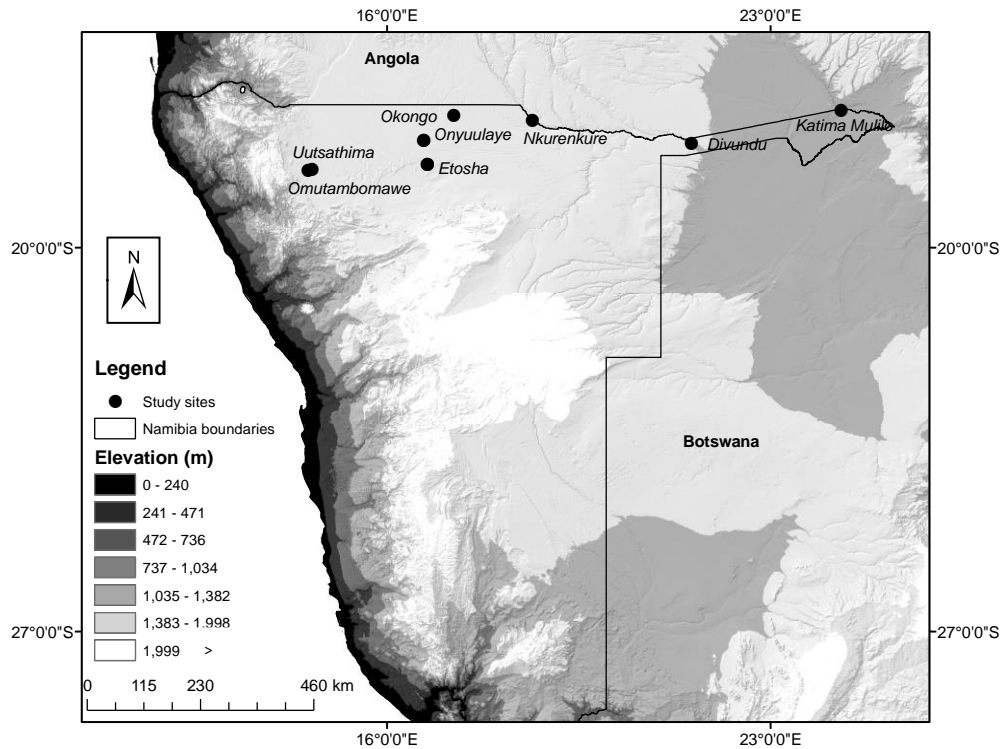 16°0'0"E 23°0'0"E
Angola
Okongo
Onyuulaye
Nkurenkure
Katima Mulilo
Divundu
Uutsathima
Etosha
Omutambomawe
20°0'0"S 20°0'0"S
N
Legend
Study sites
Namibia boundaries
Botswana
Elevation (m)
0 - 240
241 - 471
472 - 736
737 - 1,034
1,035 - 1,382
1,383 - 1.998
1,999 >
27°0'0"S 27°0'0"S
0 115 230 460 km
16°0'0"E 23°0'0"E